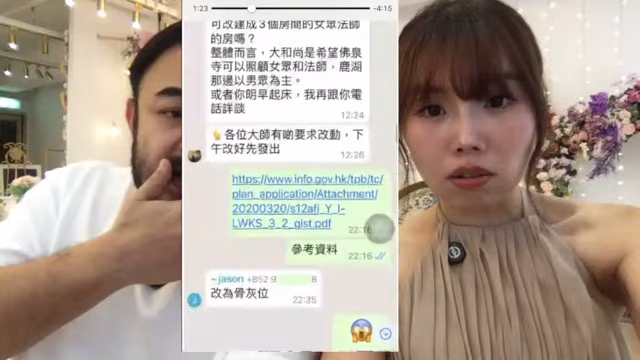 1:23
-4:15
可改建成3個房間的女眾法師
的房嗎?
整體而言,大和尚是希望佛泉
寺可以照顧女眾和法師,鹿湖
那邊以男眾為主。
或者你明早起床,我再跟你電
話詳談
12:24
各位大師有啲要求改動,下
午改好先發出
12:26
https://www.info.gov.hk/tpb/tc/
plan_application/Attachment/
20200320/s12afi_Y_I-
LWKS_3_2_gist.pdf
22:16
參考資料
22:16
~jason +852 9 8
改為骨灰位
22:35
J